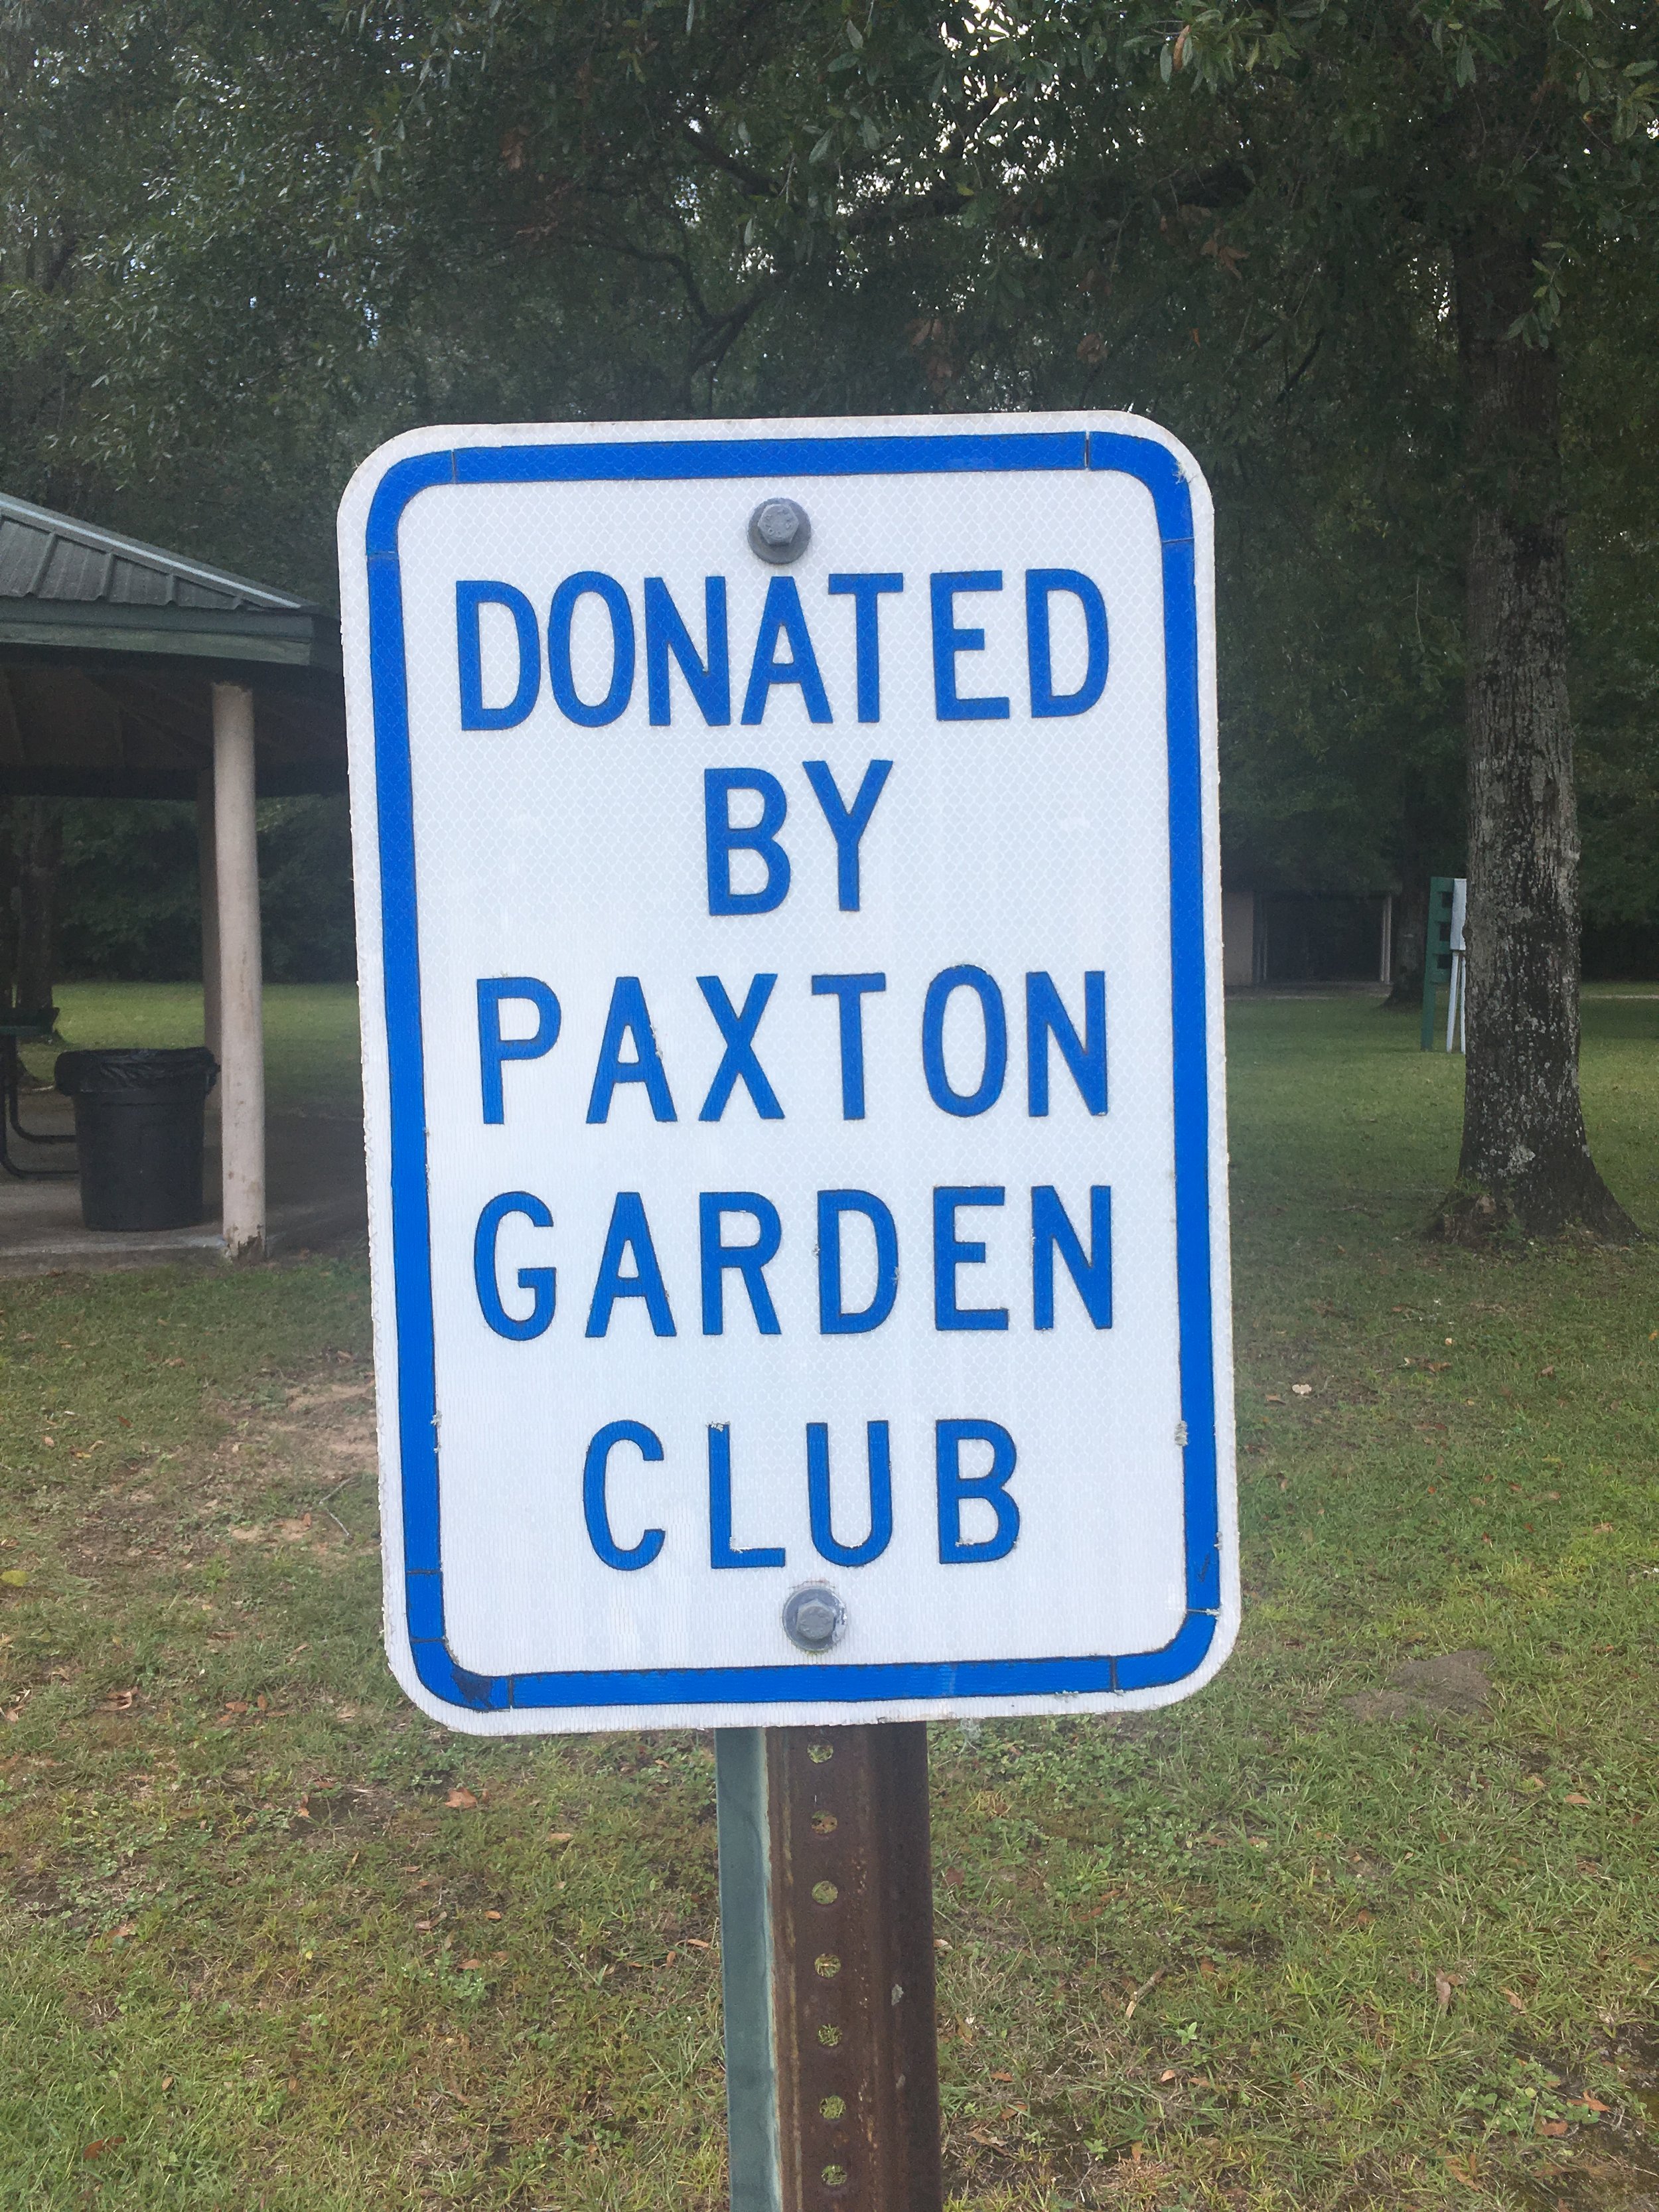 DONATED
BY
PAXTON
GARDEN
CLUB